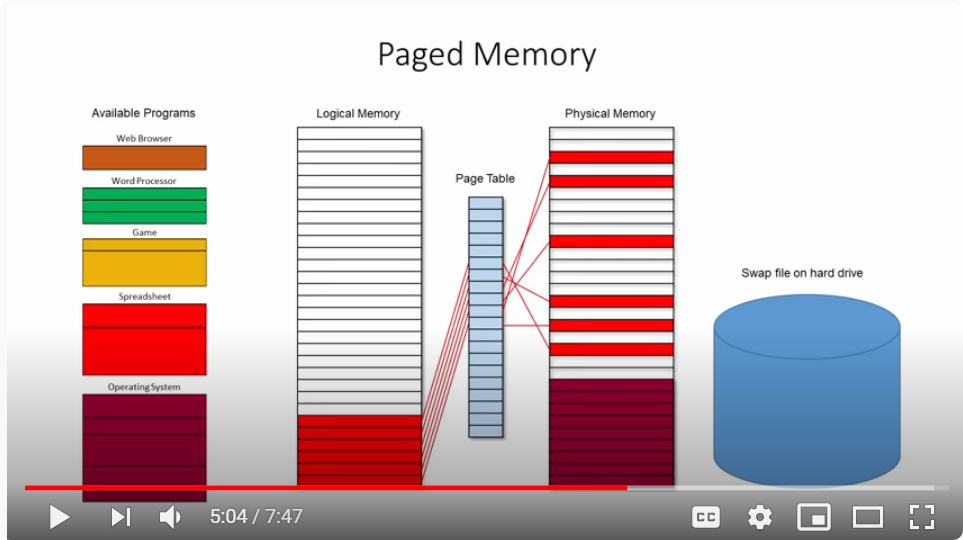 Paged Memory
Available Programs
Logical Memory
Physical Memory
Web Browser
Word Processor
Page Table
Game
Swap file on hard drive
Spreadsheet
Operating System
5:04 / 7:47
CC